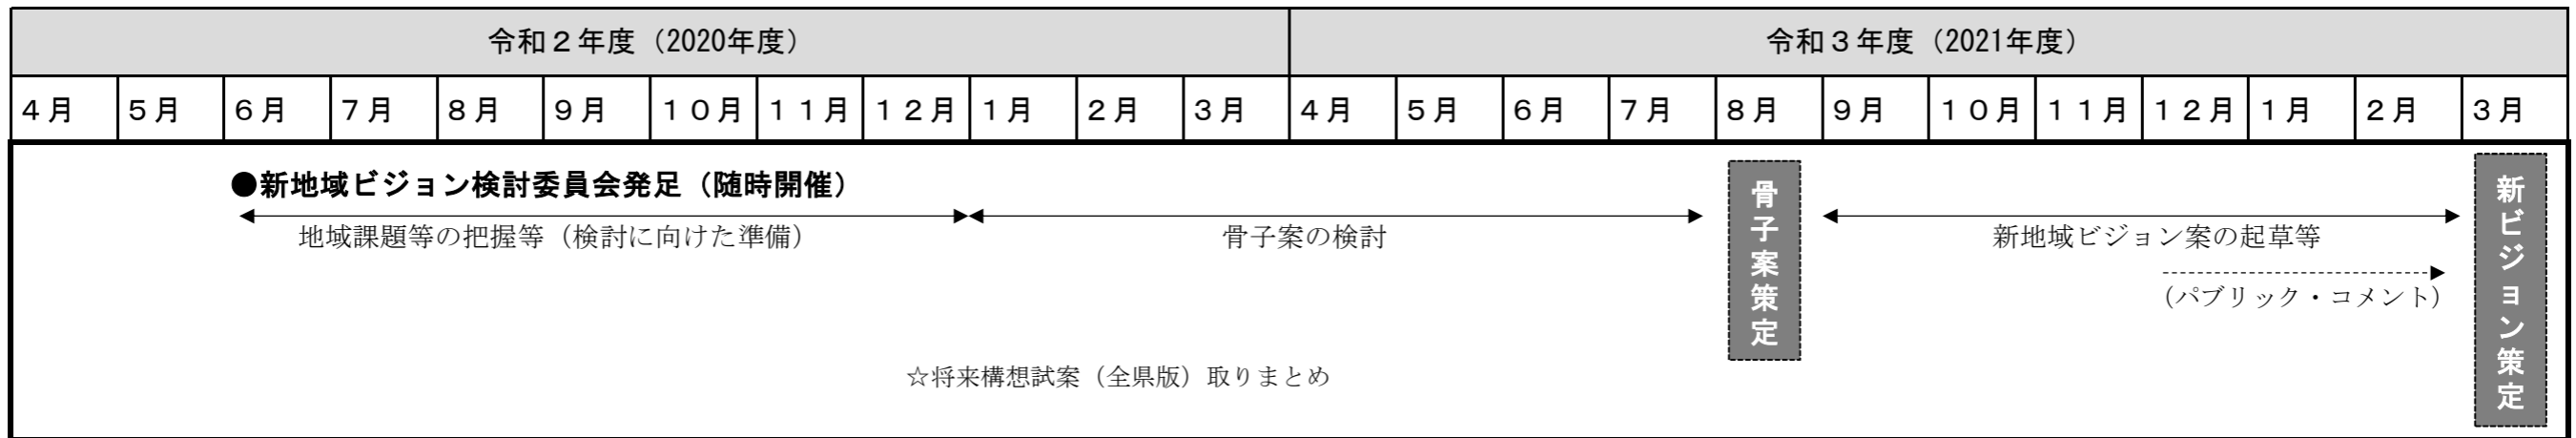 令和２年度（2020年度） 令和３年度（2021年度）
４月 ５月 ６月 ７月 ８月 ９月 １０月 １１月 １２月 １月 ２月 ３月 ４月 ５月 ６月 ７月 ８月 ９月 １０月 １１月 １２月 １月 ２月 ３月
●新地域ビジョン検討委員会発足（随時開催）
地域課題等の把握等（検討に向けた準備）
骨子案の検討
骨子案策定
新地域ビジョン案の起草等
（パブリック・コメント）
新ビジョン策定
☆将来構想試案（全県版）取りまとめ